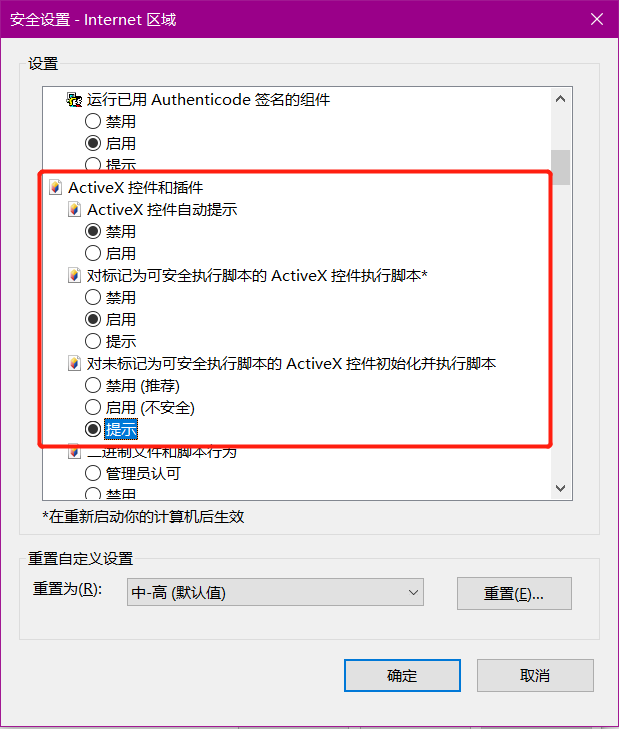 安全设置 - Internet 区域
设置
运行已用 Authenticode 签名的组件
禁用
启用
提示
ActiveX 控件和插件
ActiveX 控件自动提示
禁用
启用
对标记为可安全执行脚本的 ActiveX 控件执行脚本*
禁用
启用
提示
对未标记为可安全执行脚本的 ActiveX 控件初始化并执行脚本
禁用 (推荐)
启用 (不安全)
提示
二进制文件和脚本行为
管理员认可
禁用
*在重新启动你的计算机后生效
重置自定义设置
重置为(R): 中-高 (默认值) 重置(E)...
确定 取消